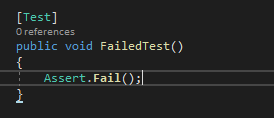 [Test]
0 references
public void FailedTest()
{
Assert.Fail();
}